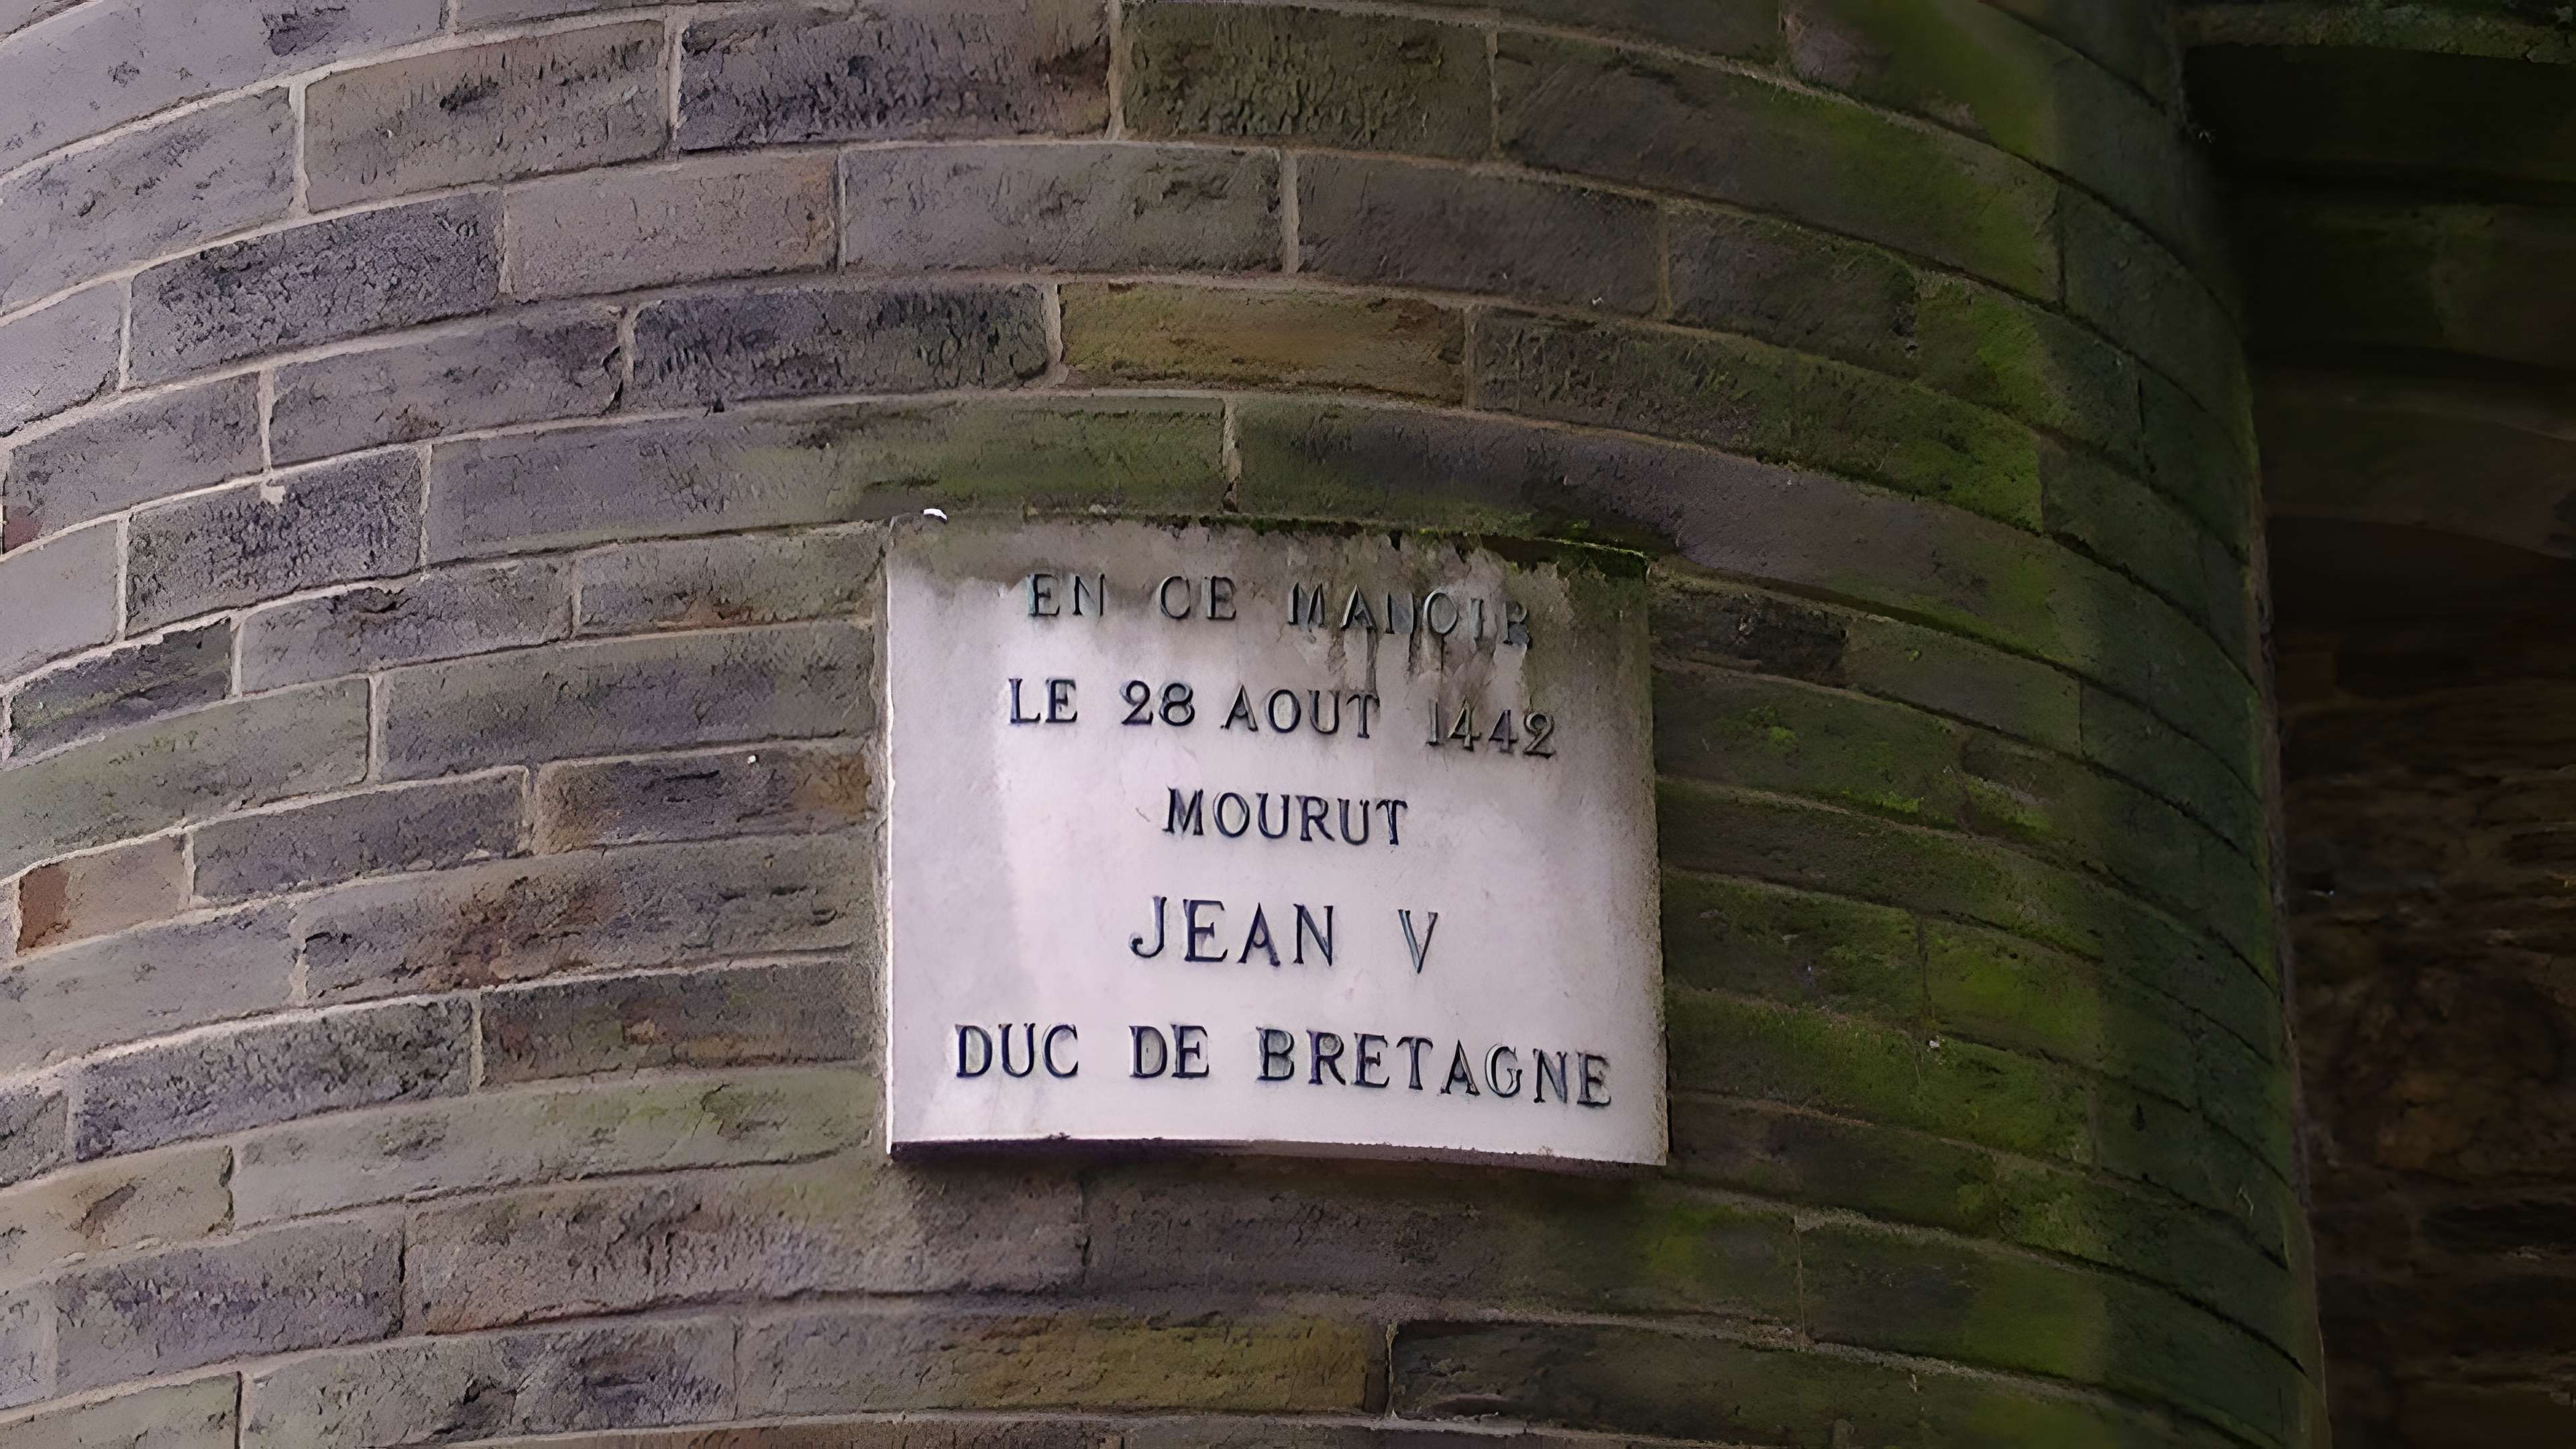 EN CE MANOIR
LE 28 AOUT 1442
MOURUT
JEAN V
DUC DE BRETAGNE